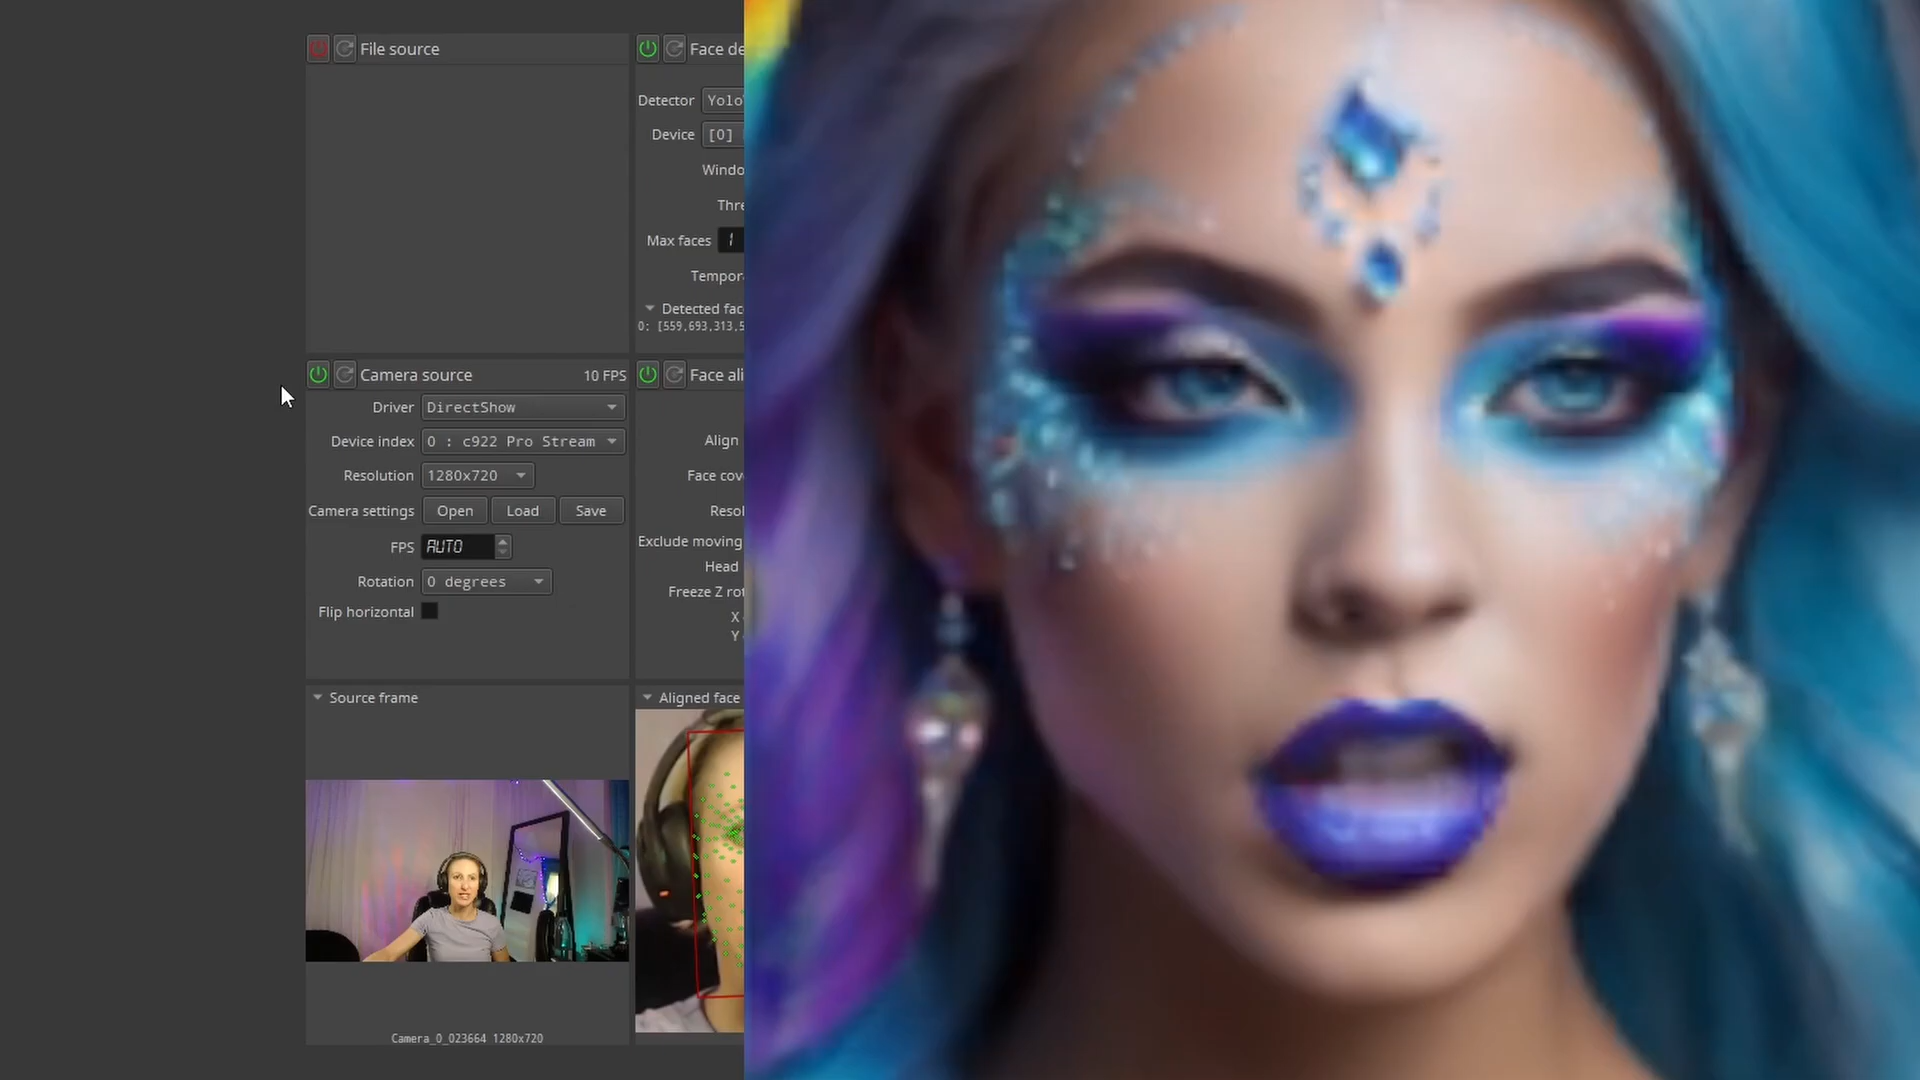 File source
Face de
Detector Yolo
Device [0]
Windo
Thre
Max faces 1
Tempora
Detected fac
0: [559,693,313,5
Camera source 10 FPS
Driver DirectShow
Device index 0 : c922 Pro Stream
Resolution 1280x720
Camera settings Open Load Save
FPS AUTO
Rotation 0 degrees
Flip horizontal
Face ali
Align
Face cov
Resol
Exclude moving
Head
Freeze Z rot
X
Y
Source frame
Camera_0_023664 1280x720
Aligned face